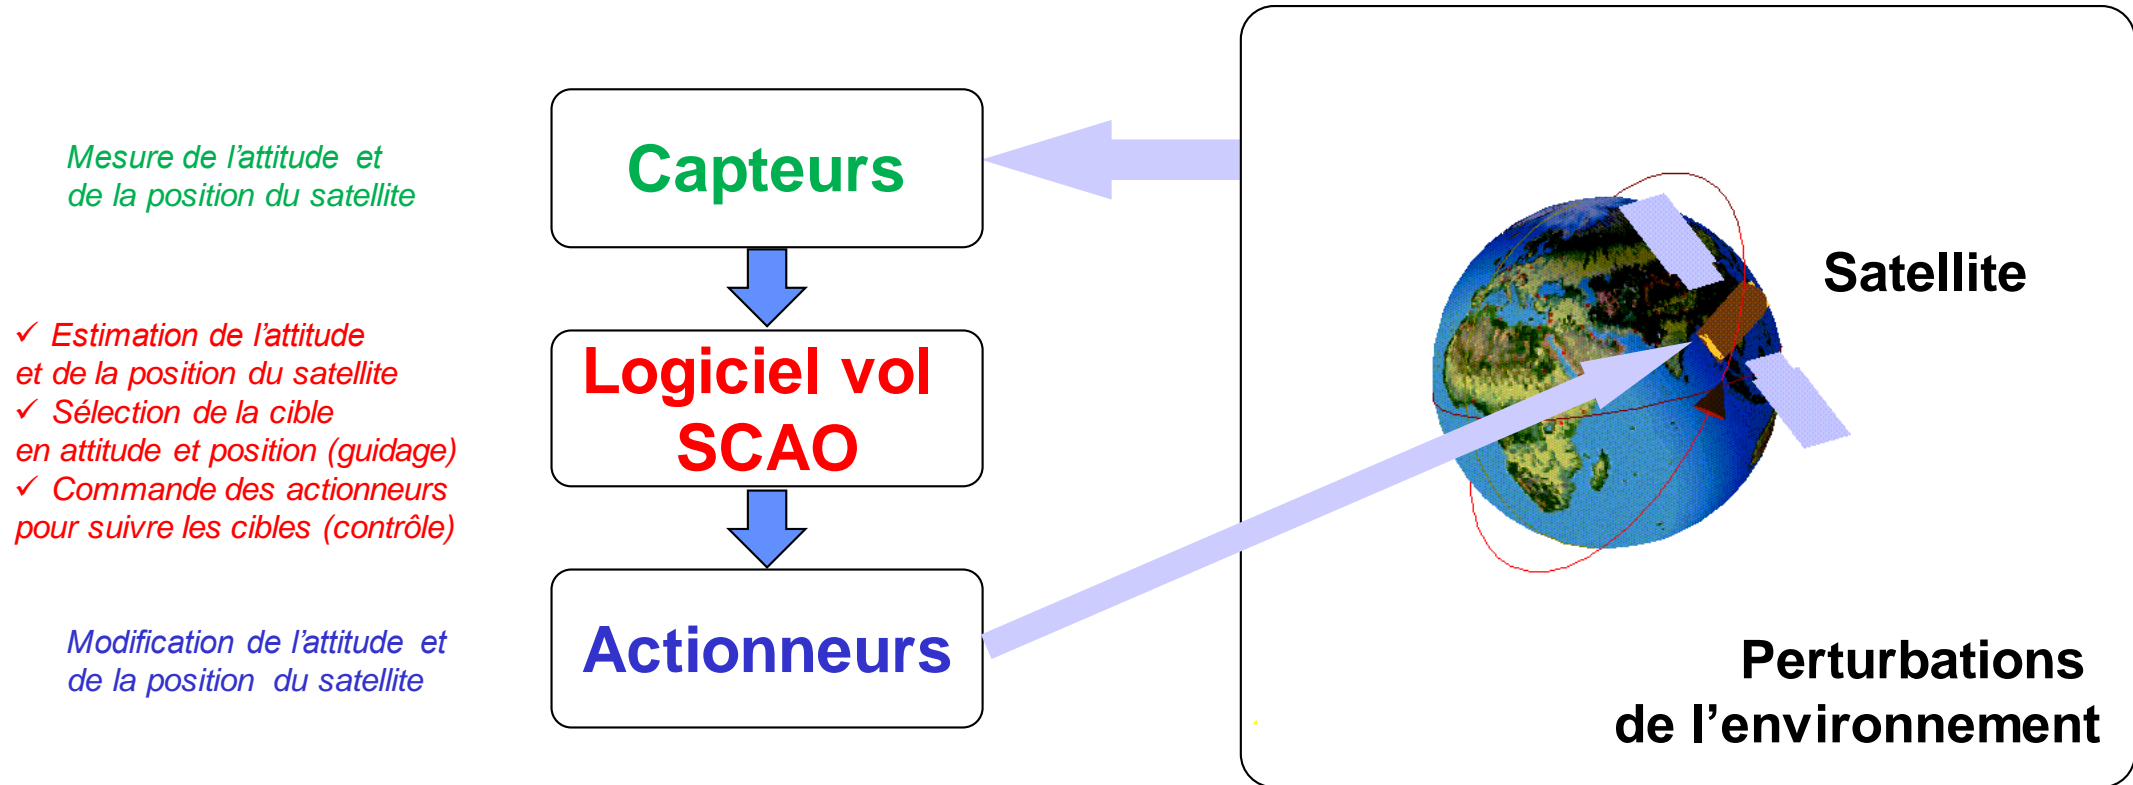 Mesure de l’attitude et
de la position du satellite
Capteurs
✓ Estimation de l’attitude
et de la position du satellite
✓ Sélection de la cible
en attitude et position (guidage)
✓ Commande des actionneurs
pour suivre les cibles (contrôle)
Logiciel vol
SCAO
Modification de l’attitude et
de la position du satellite
Actionneurs
Satellite
Perturbations
de l’environnement